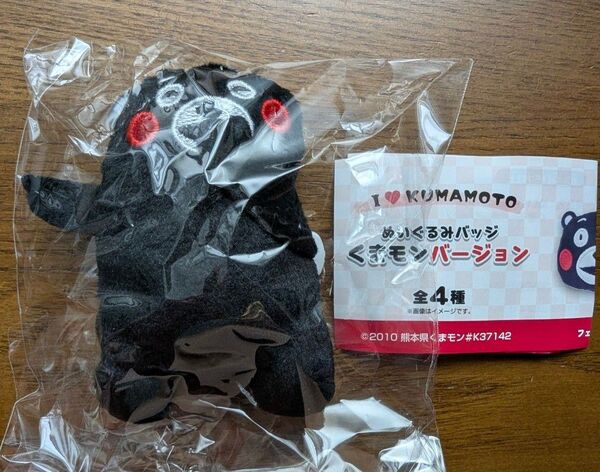 I ♥ KUMAMOTO
ぬいぐるみバッジ
くまモンバージョン
全4種
※画像はイメージです。
©2010 熊本県くまモン#K37142
フェ